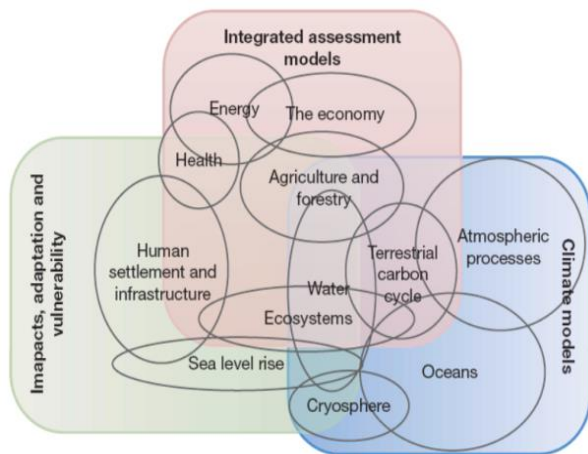 Integrated assessment
models
Energy
The economy
Health
Agriculture and
forestry
Imapacts, adaptation and
vulnerability
Human
settlement and
infrastructure
Water
Terrestrial
carbon
cycle
Atmospheric
processes
Climate models
Ecosystems
Sea level rise
Oceans
Cryosphere